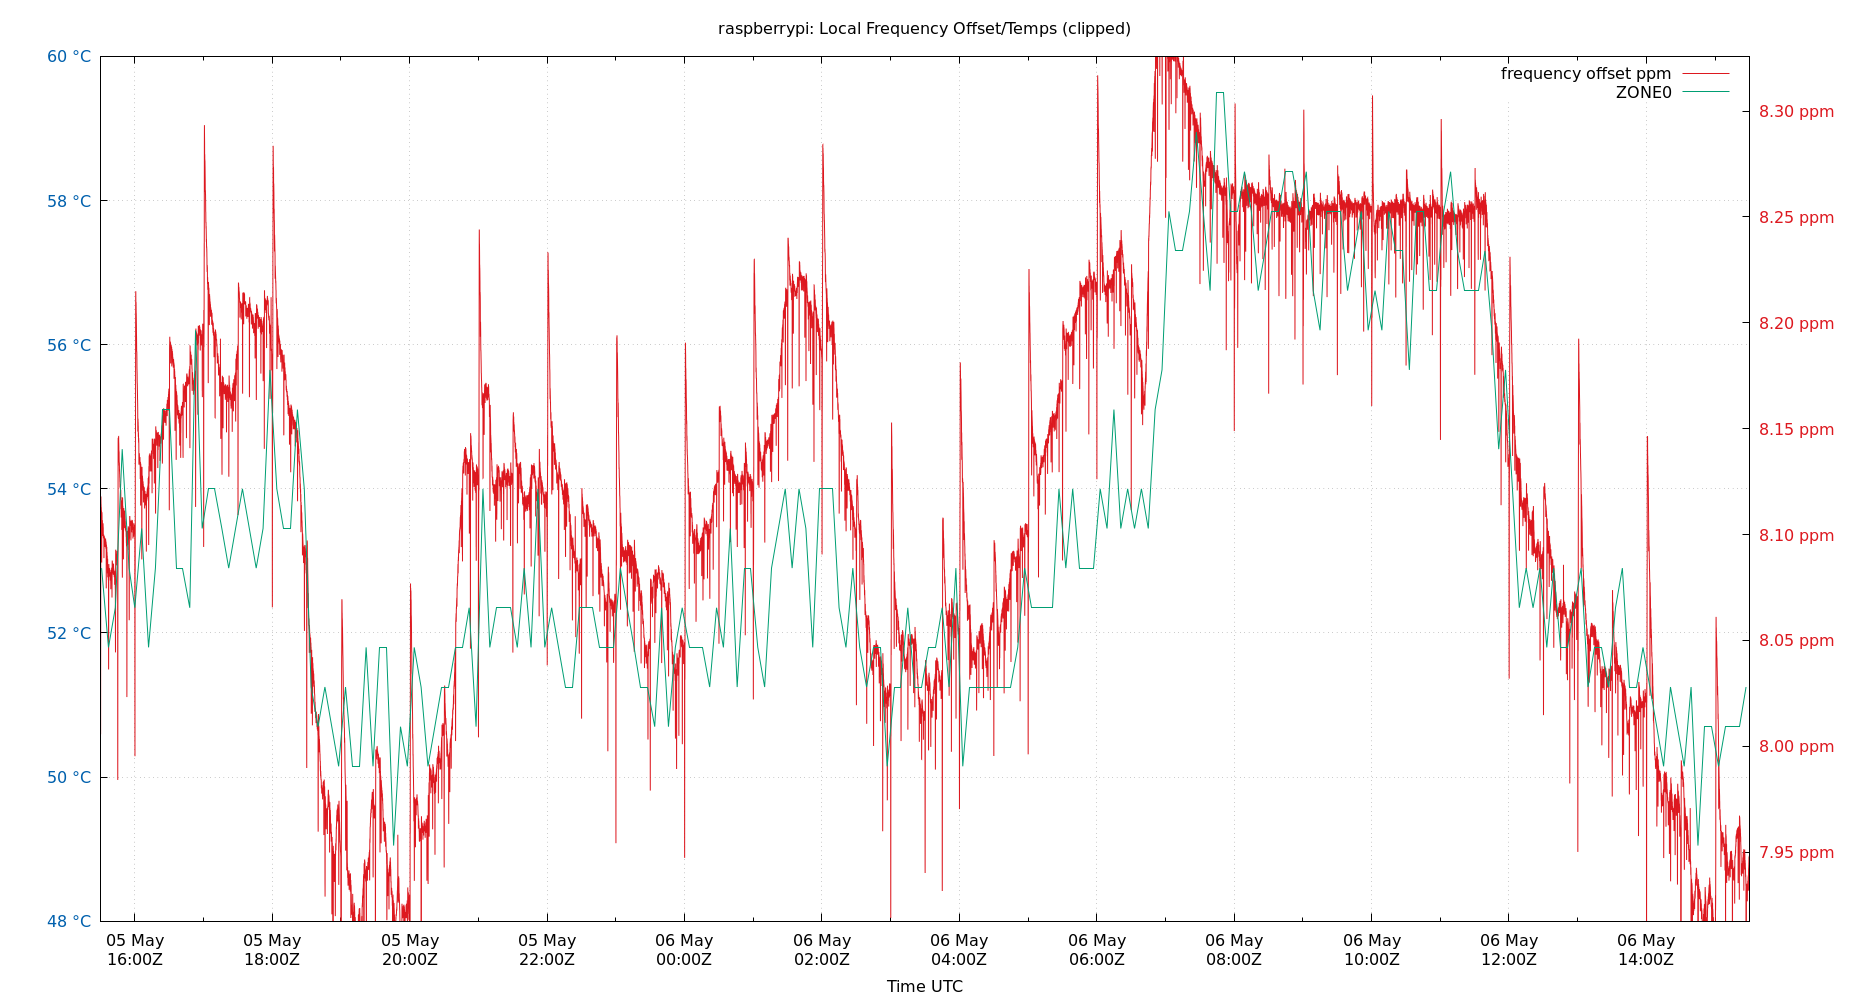 raspberrypi: Local Frequency Offset/Temps (clipped)
60 °C
58 °C
56 °C
54 °C
52 °C
50 °C
48 °C
frequency offset ppm
ZONE0
8.30 ppm
8.25 ppm
8.20 ppm
8.15 ppm
8.10 ppm
8.05 ppm
8.00 ppm
7.95 ppm
05 May 05 May 05 May 05 May 06 May 06 May 06 May 06 May 06 May 06 May 06 May 06 May
16:00Z 18:00Z 20:00Z 22:00Z 00:00Z 02:00Z 04:00Z 06:00Z 08:00Z 10:00Z 12:00Z 14:00Z
Time UTC